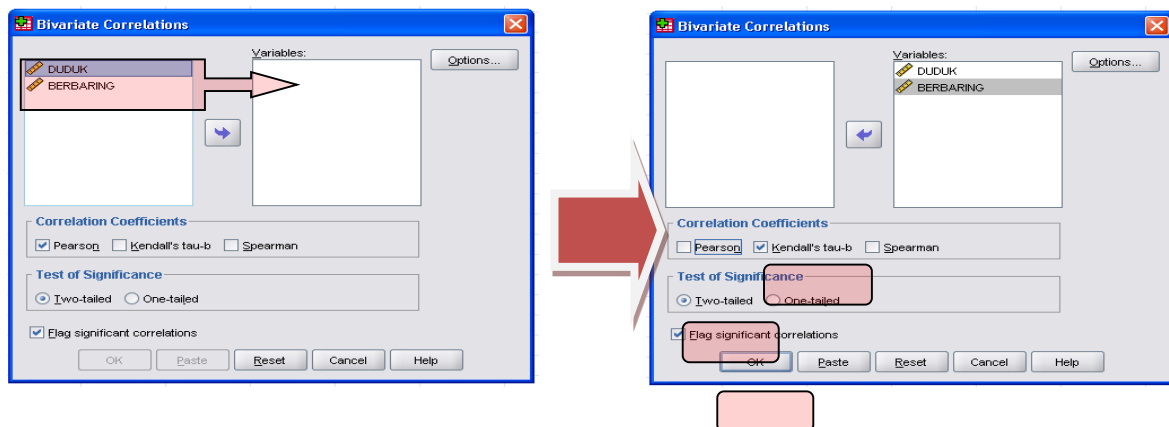 Bivariate Correlations
Variables:
Options...
DUDUK
BERBARING
Correlation Coefficients
Pearson Kendall's tau-b Spearman
Test of Significance
Two-tailed One-tailed
Flag significant correlations
OK Paste Reset Cancel Help
Bivariate Correlations
Variables:
Options...
DUDUK
BERBARING
Correlation Coefficients
Pearson Kendall's tau-b Spearman
Test of Significance
Two-tailed One-tailed
Flag significant correlations
OK Paste Reset Cancel Help